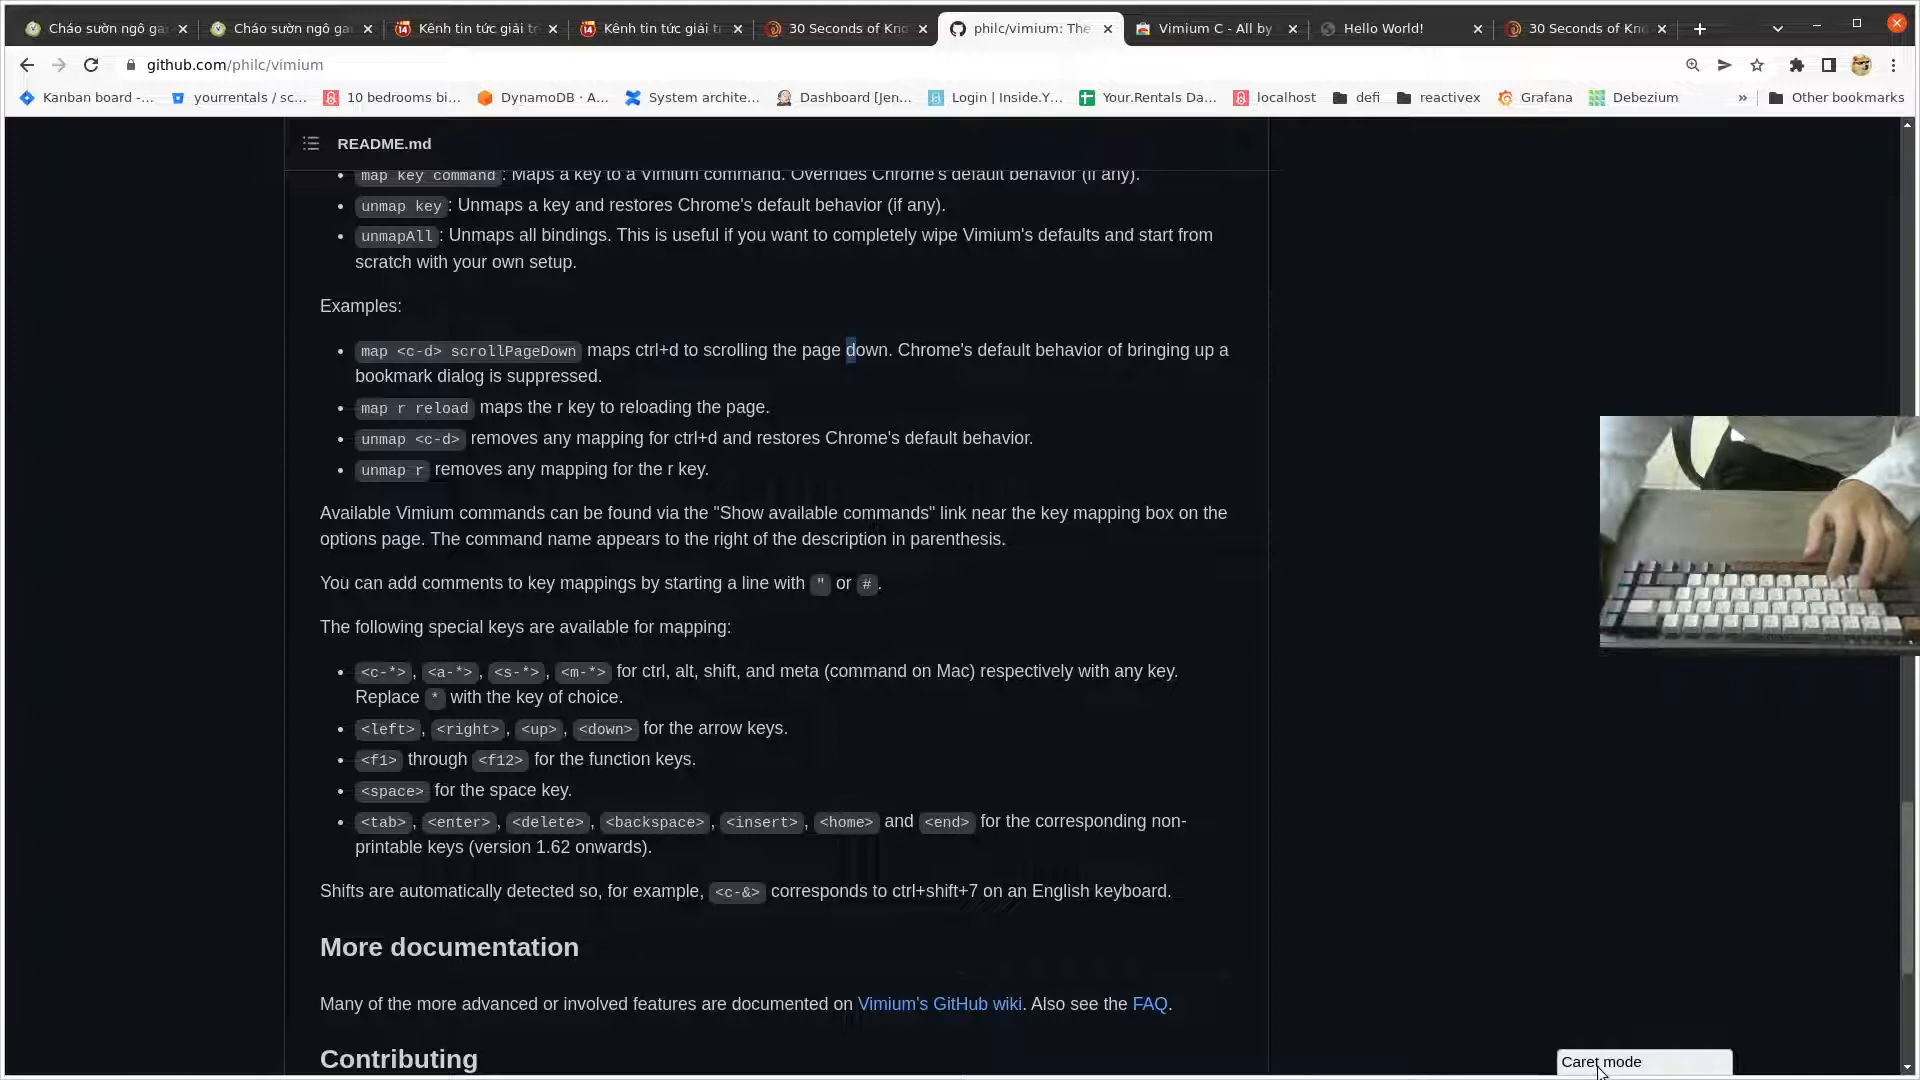 Cháo sườn ngô ga
Cháo sườn ngô ga
Kênh tin tức giải tr
Kênh tin tức giải tr
30 Seconds of Kno
philc/vimium: The
Vimium C - All by
Hello World!
30 Seconds of Kno
github.com/philc/vimium
Kanban board -...
yourrentals / sc...
10 bedrooms bi...
DynamoDB · A...
System archite...
Dashboard [Jen...
Login | Inside.Y...
Your.Rentals Da...
localhost
defi
reactivex
Grafana
Debezium
»
Other bookmarks
README.md
map key command: Maps a key to a Vimium command. Overrides Chrome's default behavior (if any).
unmap key: Unmaps a key and restores Chrome's default behavior (if any).
unmapAll: Unmaps all bindings. This is useful if you want to completely wipe Vimium's defaults and start from
scratch with your own setup.
Examples:
map <c-d> scrollPageDown maps ctrl+d to scrolling the page down. Chrome's default behavior of bringing up a
bookmark dialog is suppressed.
map r reload maps the r key to reloading the page.
unmap <c-d> removes any mapping for ctrl+d and restores Chrome's default behavior.
unmap r removes any mapping for the r key.
Available Vimium commands can be found via the "Show available commands" link near the key mapping box on the
options page. The command name appears to the right of the description in parenthesis.
You can add comments to key mappings by starting a line with " or #.
The following special keys are available for mapping:
<c-*>, <a-*>, <s-*>, <m-*> for ctrl, alt, shift, and meta (command on Mac) respectively with any key.
Replace * with the key of choice.
<left>, <right>, <up>, <down> for the arrow keys.
<f1> through <f12> for the function keys.
<space> for the space key.
<tab>, <enter>, <delete>, <backspace>, <insert>, <home> and <end> for the corresponding non-
printable keys (version 1.62 onwards).
Shifts are automatically detected so, for example, <c-&> corresponds to ctrl+shift+7 on an English keyboard.
More documentation
Many of the more advanced or involved features are documented on Vimium's GitHub wiki. Also see the FAQ.
Contributing
Caret mode